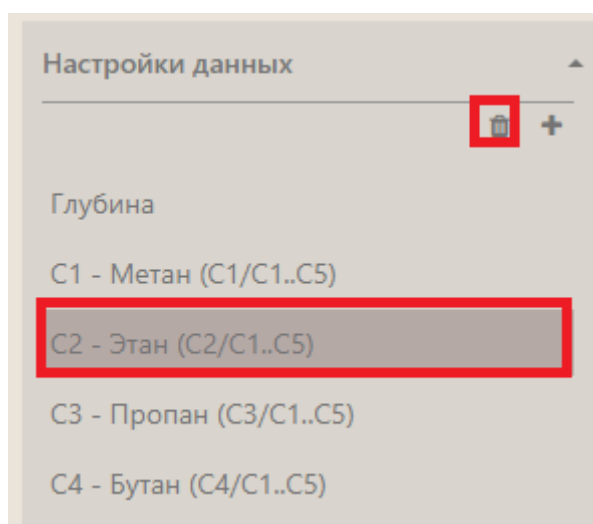 Настройки данных
Глубина
C1 - Метан (C1/C1..C5)
C2 - Этан (C2/C1..C5)
C3 - Пропан (C3/C1..C5)
C4 - Бутан (C4/C1..C5)